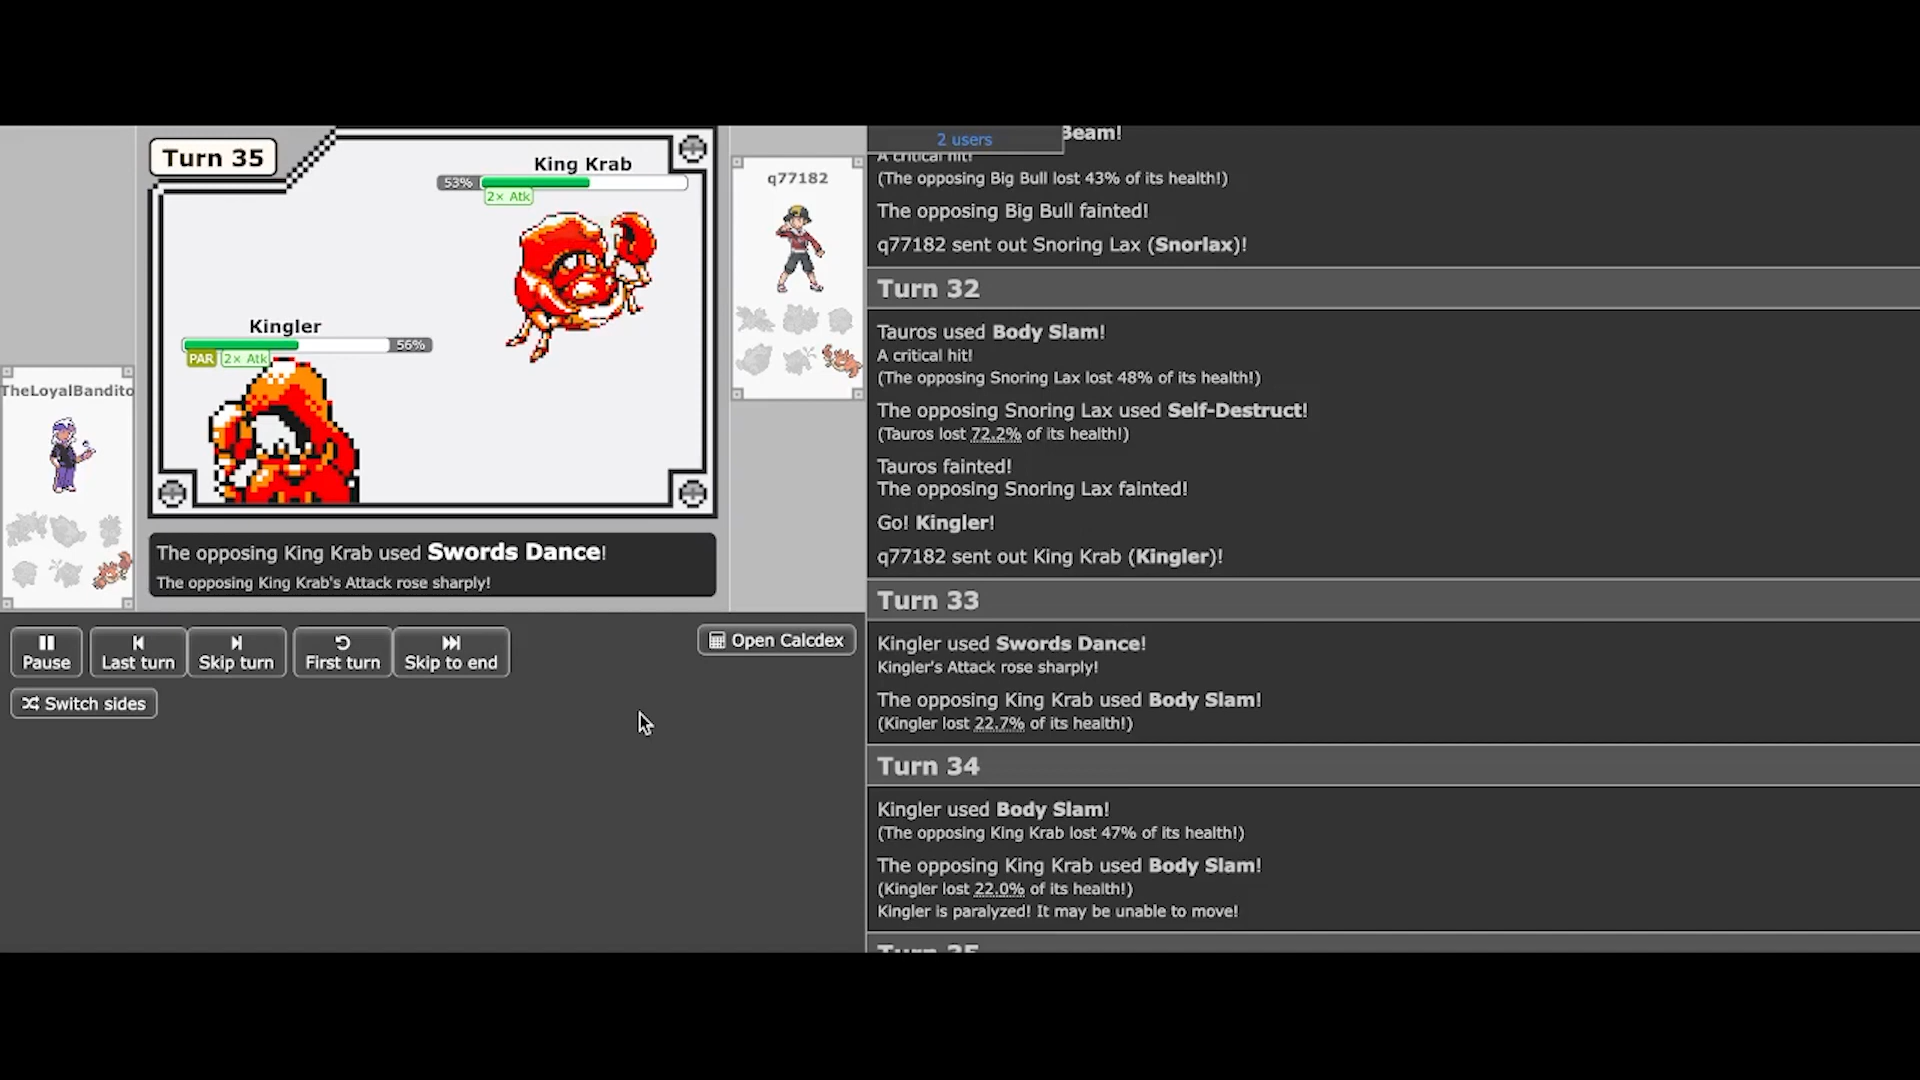 Turn 35
King Krab
53%
2× Atk
Kingler
56%
PAR
2× Atk
TheLoyalBandito
q77182
The opposing King Krab used Swords Dance!
The opposing King Krab's Attack rose sharply!
Pause
Last turn
Skip turn
First turn
Skip to end
Open Calcdex
Switch sides
2 users
Beam!
A critical hit!
(The opposing Big Bull lost 43% of its health!)
The opposing Big Bull fainted!
q77182 sent out Snoring Lax (Snorlax)!
Turn 32
Tauros used Body Slam!
A critical hit!
(The opposing Snoring Lax lost 48% of its health!)
The opposing Snoring Lax used Self-Destruct!
(Tauros lost 72.2% of its health!)
Tauros fainted!
The opposing Snoring Lax fainted!
Go! Kingler!
q77182 sent out King Krab (Kingler)!
Turn 33
Kingler used Swords Dance!
Kingler's Attack rose sharply!
The opposing King Krab used Body Slam!
(Kingler lost 22.7% of its health!)
Turn 34
Kingler used Body Slam!
(The opposing King Krab lost 47% of its health!)
The opposing King Krab used Body Slam!
(Kingler lost 22.0% of its health!)
Kingler is paralyzed! It may be unable to move!
Turn 35